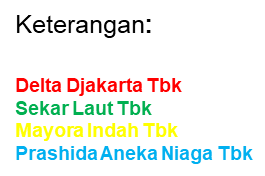 Keterangan:
Delta Djakarta Tbk
Sekar Laut Tbk
Mayora Indah Tbk
Prashida Aneka Niaga Tbk